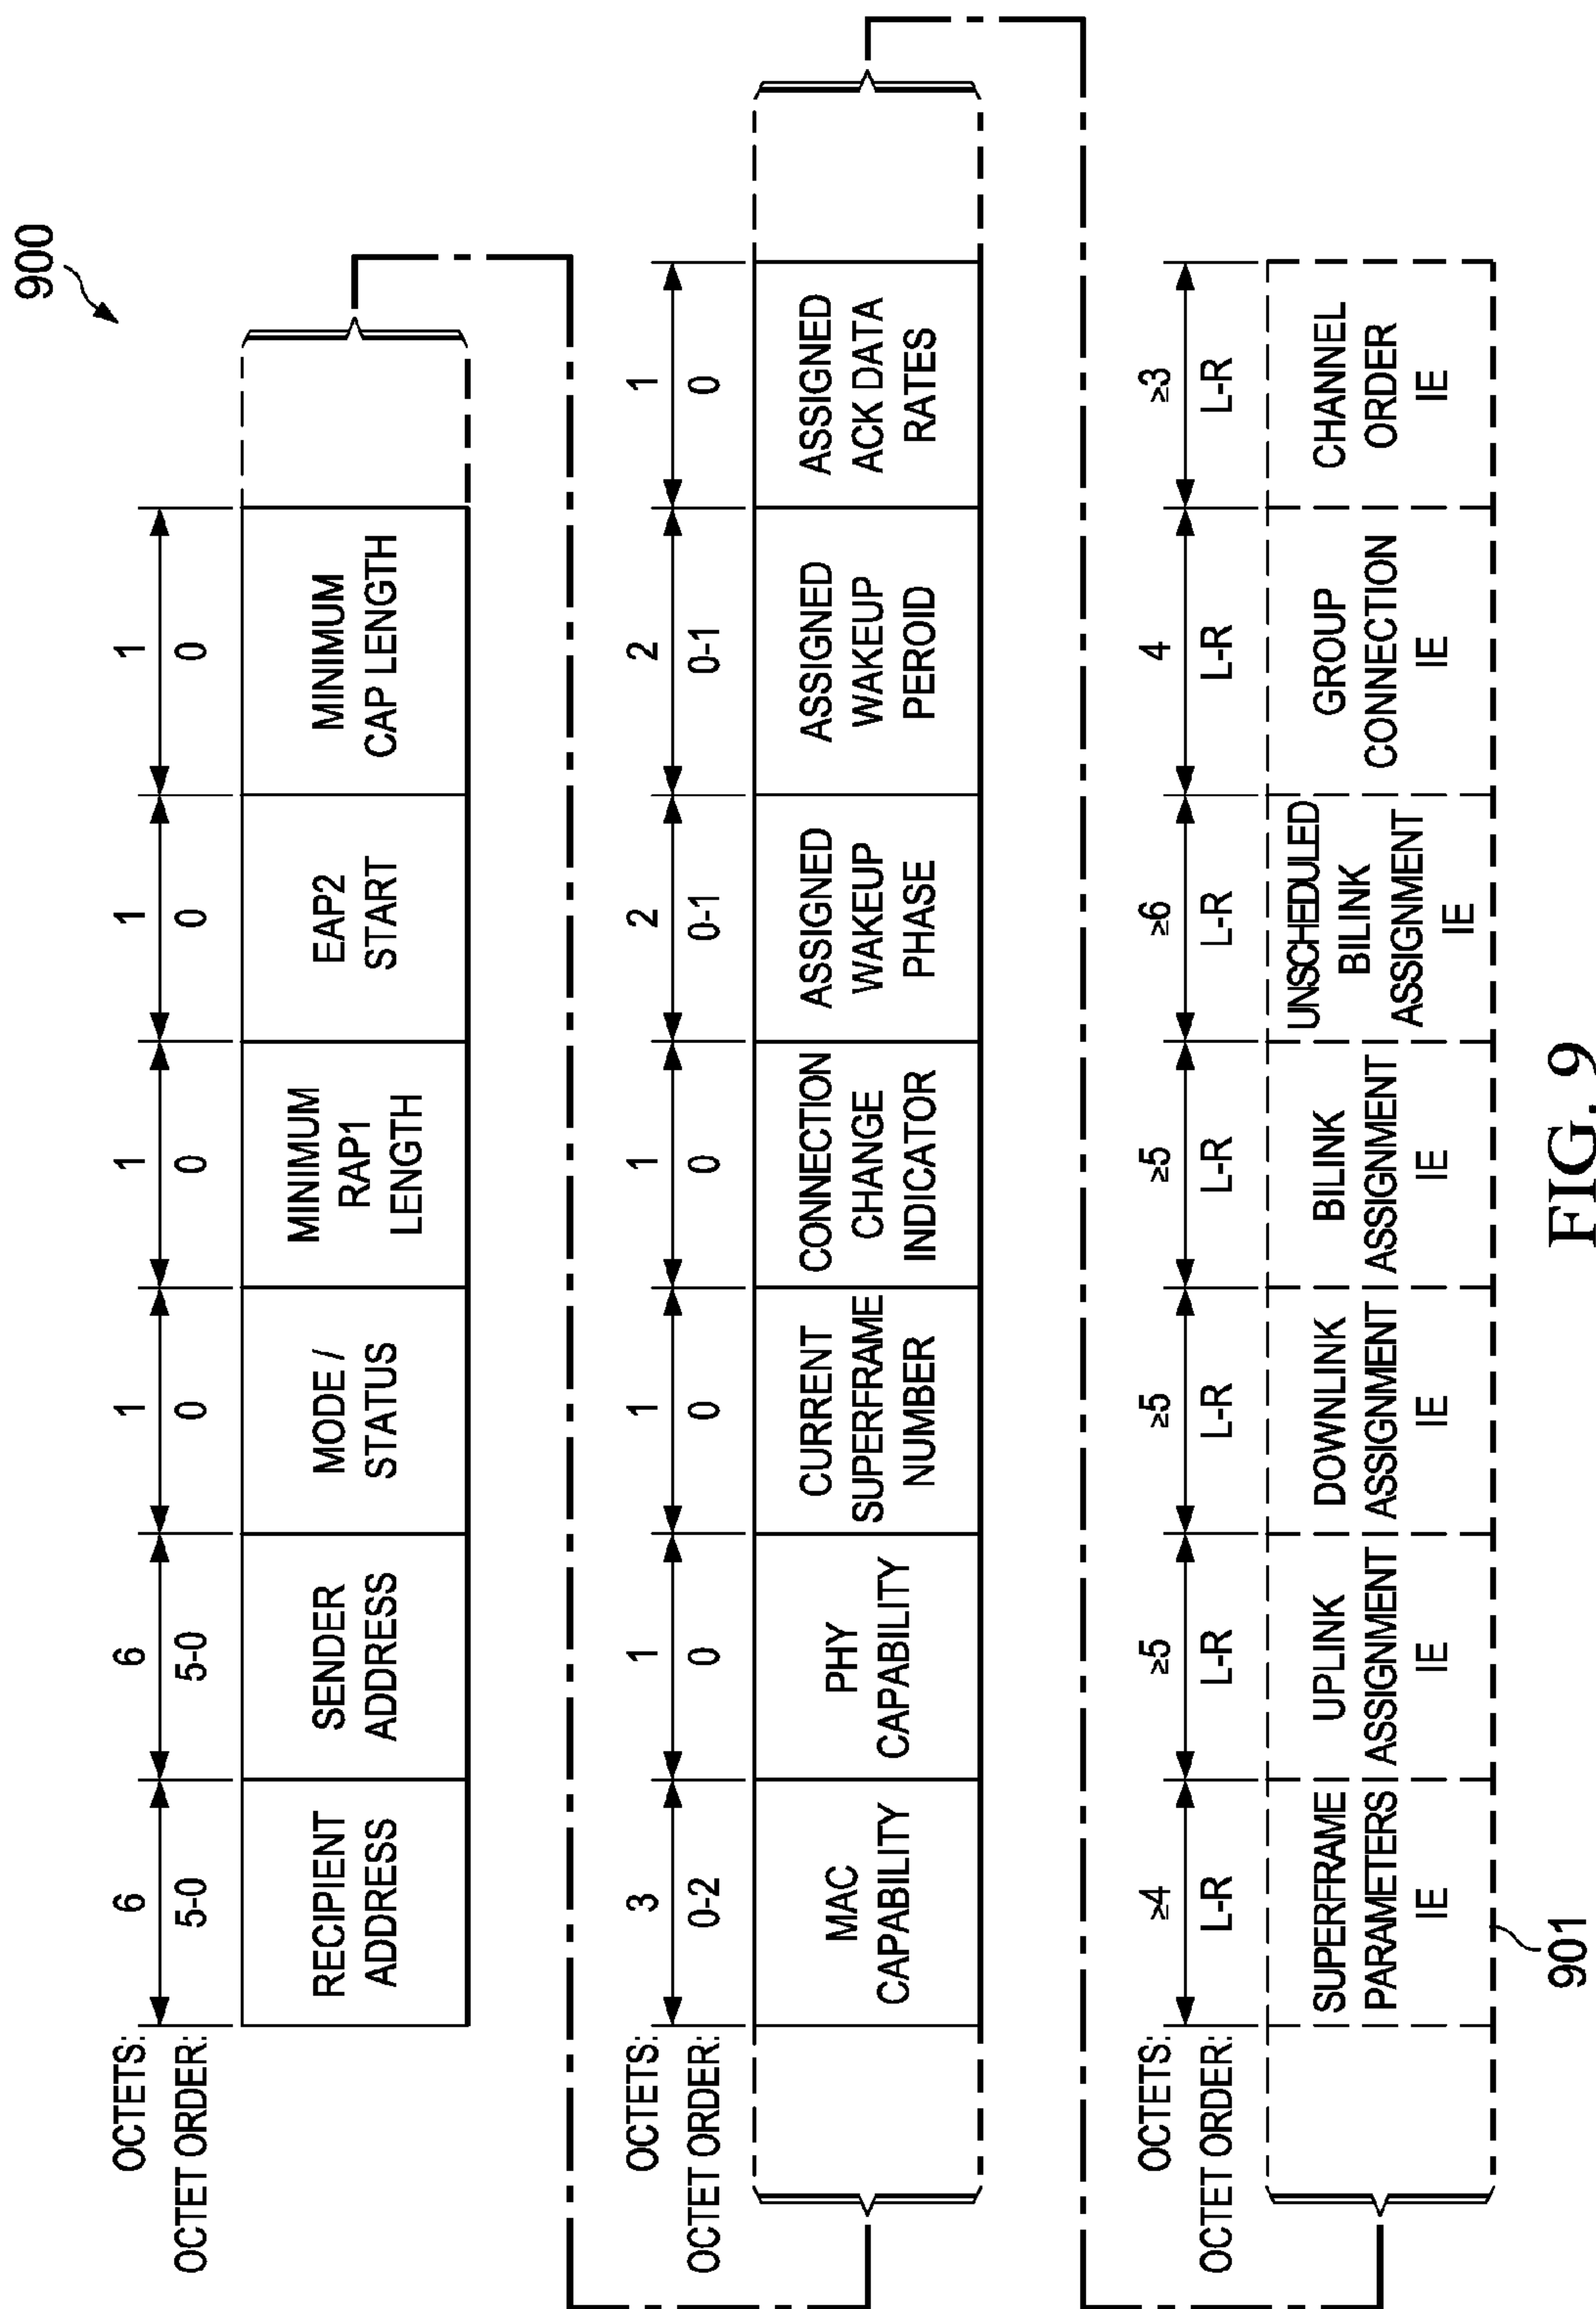 900
OCTETS: 6 6 1 1 1 1
OCTET ORDER: 5-0 5-0 0 0 0 0
RECIPIENT
ADDRESS
SENDER
ADDRESS
MODE /
STATUS
MINIMUM
RAP1
LENGTH
EAP2
START
MINIMUM
CAP LENGTH
OCTETS: 3 1 1 1 2 2 1
OCTET ORDER: 0-2 0 0 0 0-1 0-1 0
MAC
CAPABILITY
PHY
CAPABILITY
CURRENT
SUPERFRAME
NUMBER
CONNECTION
CHANGE
INDICATOR
ASSIGNED
WAKEUP
PHASE
ASSIGNED
WAKEUP
PEROID
ASSIGNED
ACK DATA
RATES
OCTETS: ≥4 ≥5 ≥5 ≥5 ≥6 4 ≥3
OCTET ORDER: L-R L-R L-R L-R L-R L-R L-R
SUPERFRAME
PARAMETERS
IE
UPLINK
ASSIGNMENT
IE
DOWNLINK
ASSIGNMENT
IE
BILINK
ASSIGNMENT
IE
UNSCHEDULED
BILINK
ASSIGNMENT
IE
GROUP
CONNECTION
IE
CHANNEL
ORDER
IE
901
FIG. 9